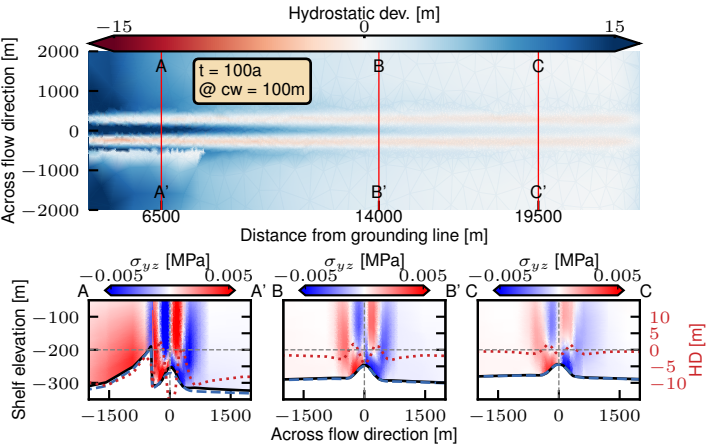 Hydrostatic dev. [m]
−15 0 15
2000
1000
0
−1000
−2000
Across flow direction [m]
t = 100a
@ cw = 100m
A B C
A' B' C'
6500 14000 19500
Distance from grounding line [m]
σyz [MPa] σyz [MPa] σyz [MPa]
−0.005 0.005 −0.005 0.005 −0.005 0.005
A A' B B' C C
Shelf elevation [m]
−100
−200
−300
10
5
0
−5
−10
HD [m]
−1500 0 1500 −1500 0 1500 −1500 0 1500
Across flow direction [m]